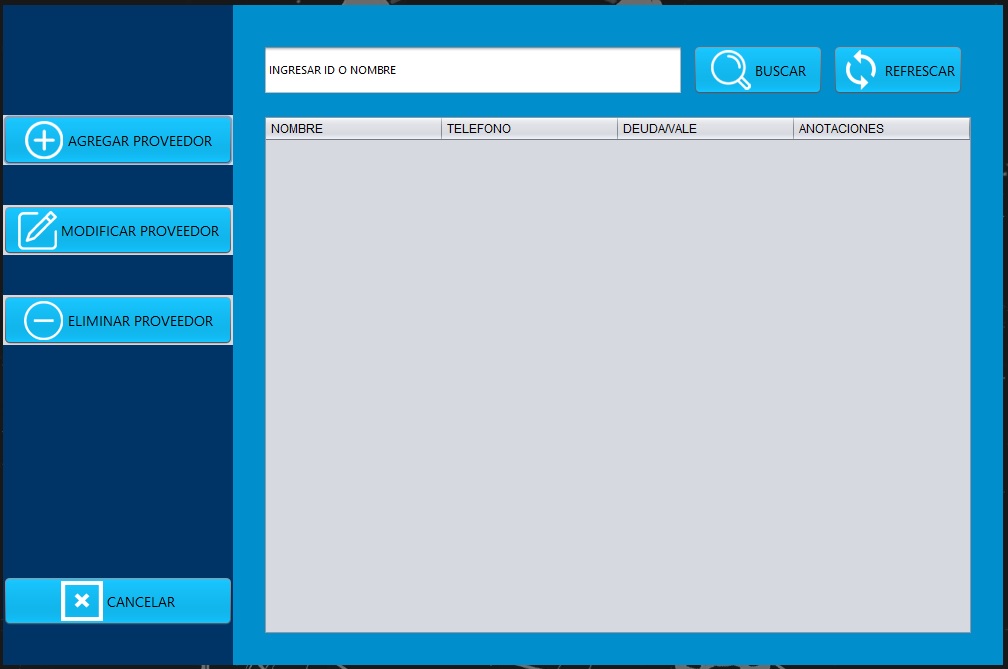 INGRESAR ID O NOMBRE
BUSCAR
REFRESCAR
AGREGAR PROVEEDOR
MODIFICAR PROVEEDOR
ELIMINAR PROVEEDOR
CANCELAR
NOMBRE
TELEFONO
DEUDA/VALE
ANOTACIONES